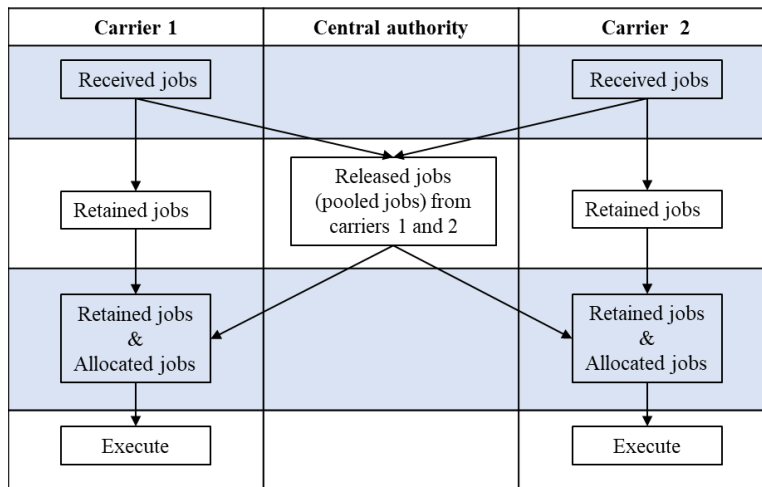 Carrier 1
Central authority
Carrier 2
Received jobs
Received jobs
Released jobs
(pooled jobs) from
carriers 1 and 2
Retained jobs
Retained jobs
Retained jobs
&
Allocated jobs
Retained jobs
&
Allocated jobs
Execute
Execute